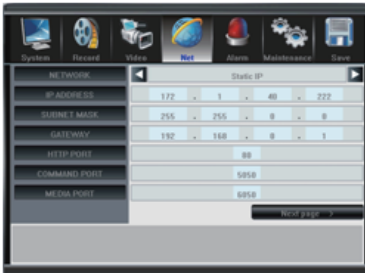 System Record Video Net Alarm Maintenance Save
NETWORK Static IP
IP ADDRESS 172 . 1 . 40 . 222
SUBNET MASK 255 . 255 . 0 . 0
GATEWAY 192 . 168 . 0 . 1
HTTP PORT 80
COMMAND PORT 5050
MEDIA PORT 6050
Next page >